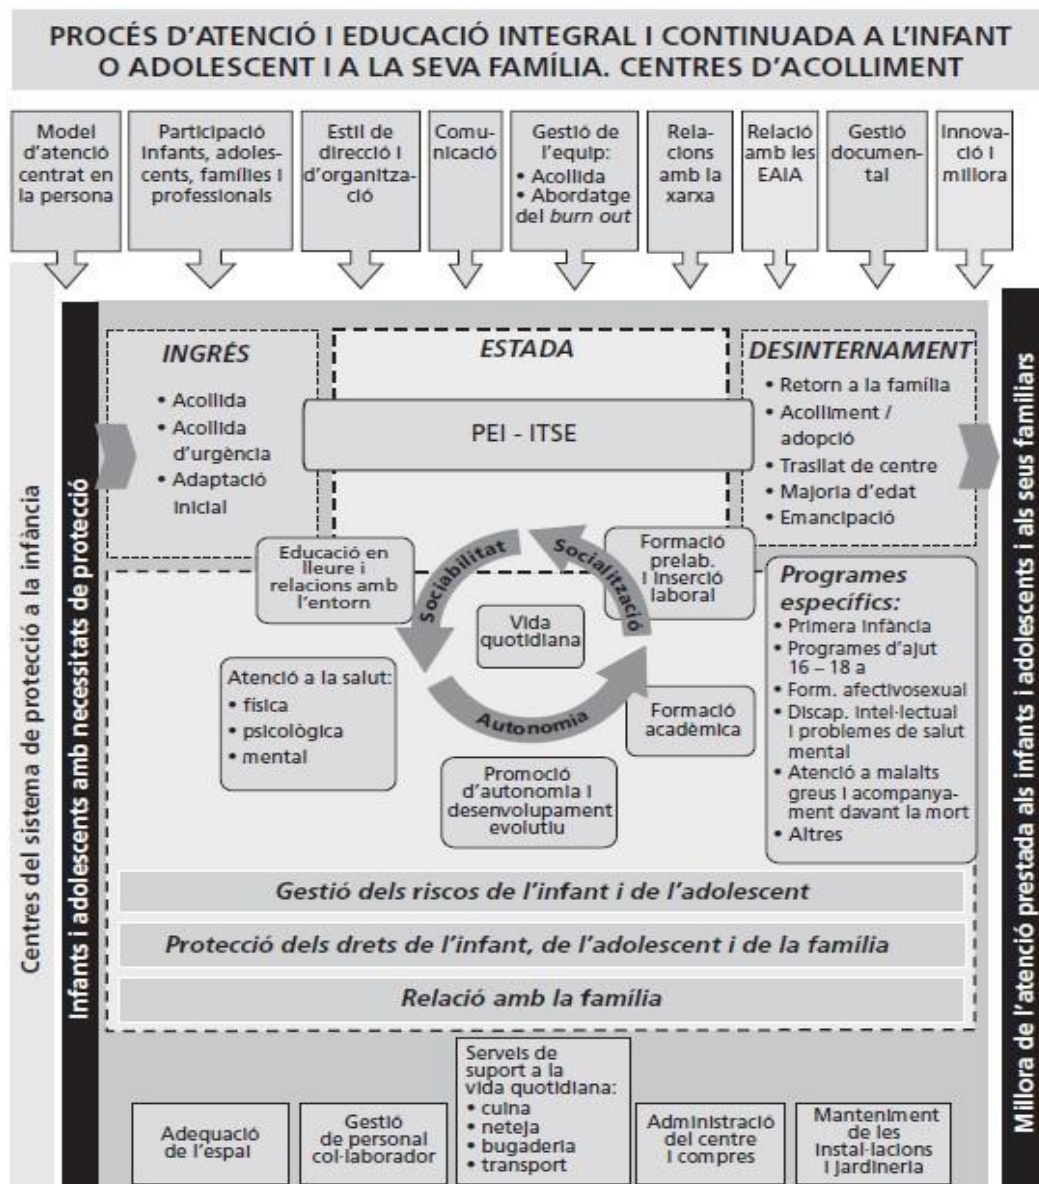 PROCÉS D'ATENCIÓ I EDUCACIÓ INTEGRAL I CONTINUADA A L'INFANT
O ADOLESCENT I A LA SEVA FAMÍLIA. CENTRES D'ACOLLIMENT
Model
d'atenció
centrat en
la persona
Participació
infants, adoles-
cents, famílies i
professionals
Estil de
direcció i
d'organitza-
ció
Comu-
nicació
Gestió de
l'equip:
• Acollida
• Abordatge
del burn out
Rela-
cions
amb la
xarxa
Relació
amb les
EAIA
Gestió
documen-
tal
Innova-
ció i
millora
Centres del sistema de protecció a la infància
Infants i adolescents amb necessitats de protecció
INGRÉS
• Acollida
• Acollida
d'urgència
• Adaptació
inicial
ESTADA
PEI - ITSE
DESINTERNAMENT
• Retorn a la família
• Acolliment /
adopció
• Trasllat de centre
• Majoria d'edat
• Emancipació
Educació en
lleure i
relacions amb
l'entorn
Sociabilitat
Socialització
Autonomia
Vida
quotidiana
Formació
prelab.
i inserció
laboral
Atenció a la salut:
• física
• psicològica
• mental
Promoció
d'autonomia i
desenvolupament
evolutiu
Formació
acadèmica
Programes
específics:
• Primera infància
• Programes d'ajut
16 – 18 a
• Form. afectivosexual
• Discap. intel·lectual
i problemes de salut
mental
• Atenció a malalts
greus i acompanya-
ment davant la mort
• Altres
Gestió dels riscos de l'infant i de l'adolescent
Protecció dels drets de l'infant, de l'adolescent i de la família
Relació amb la família
Adequació
de l'espai
Gestió
de personal
col·laborador
Serveis de
suport a la
vida quotidiana:
• cuina
• neteja
• bugaderia
• transport
Administració
del centre
i compres
Manteniment
de les
instal·lacions
i jardineria
Millora de l'atenció prestada als infants i adolescents i als seus familiars